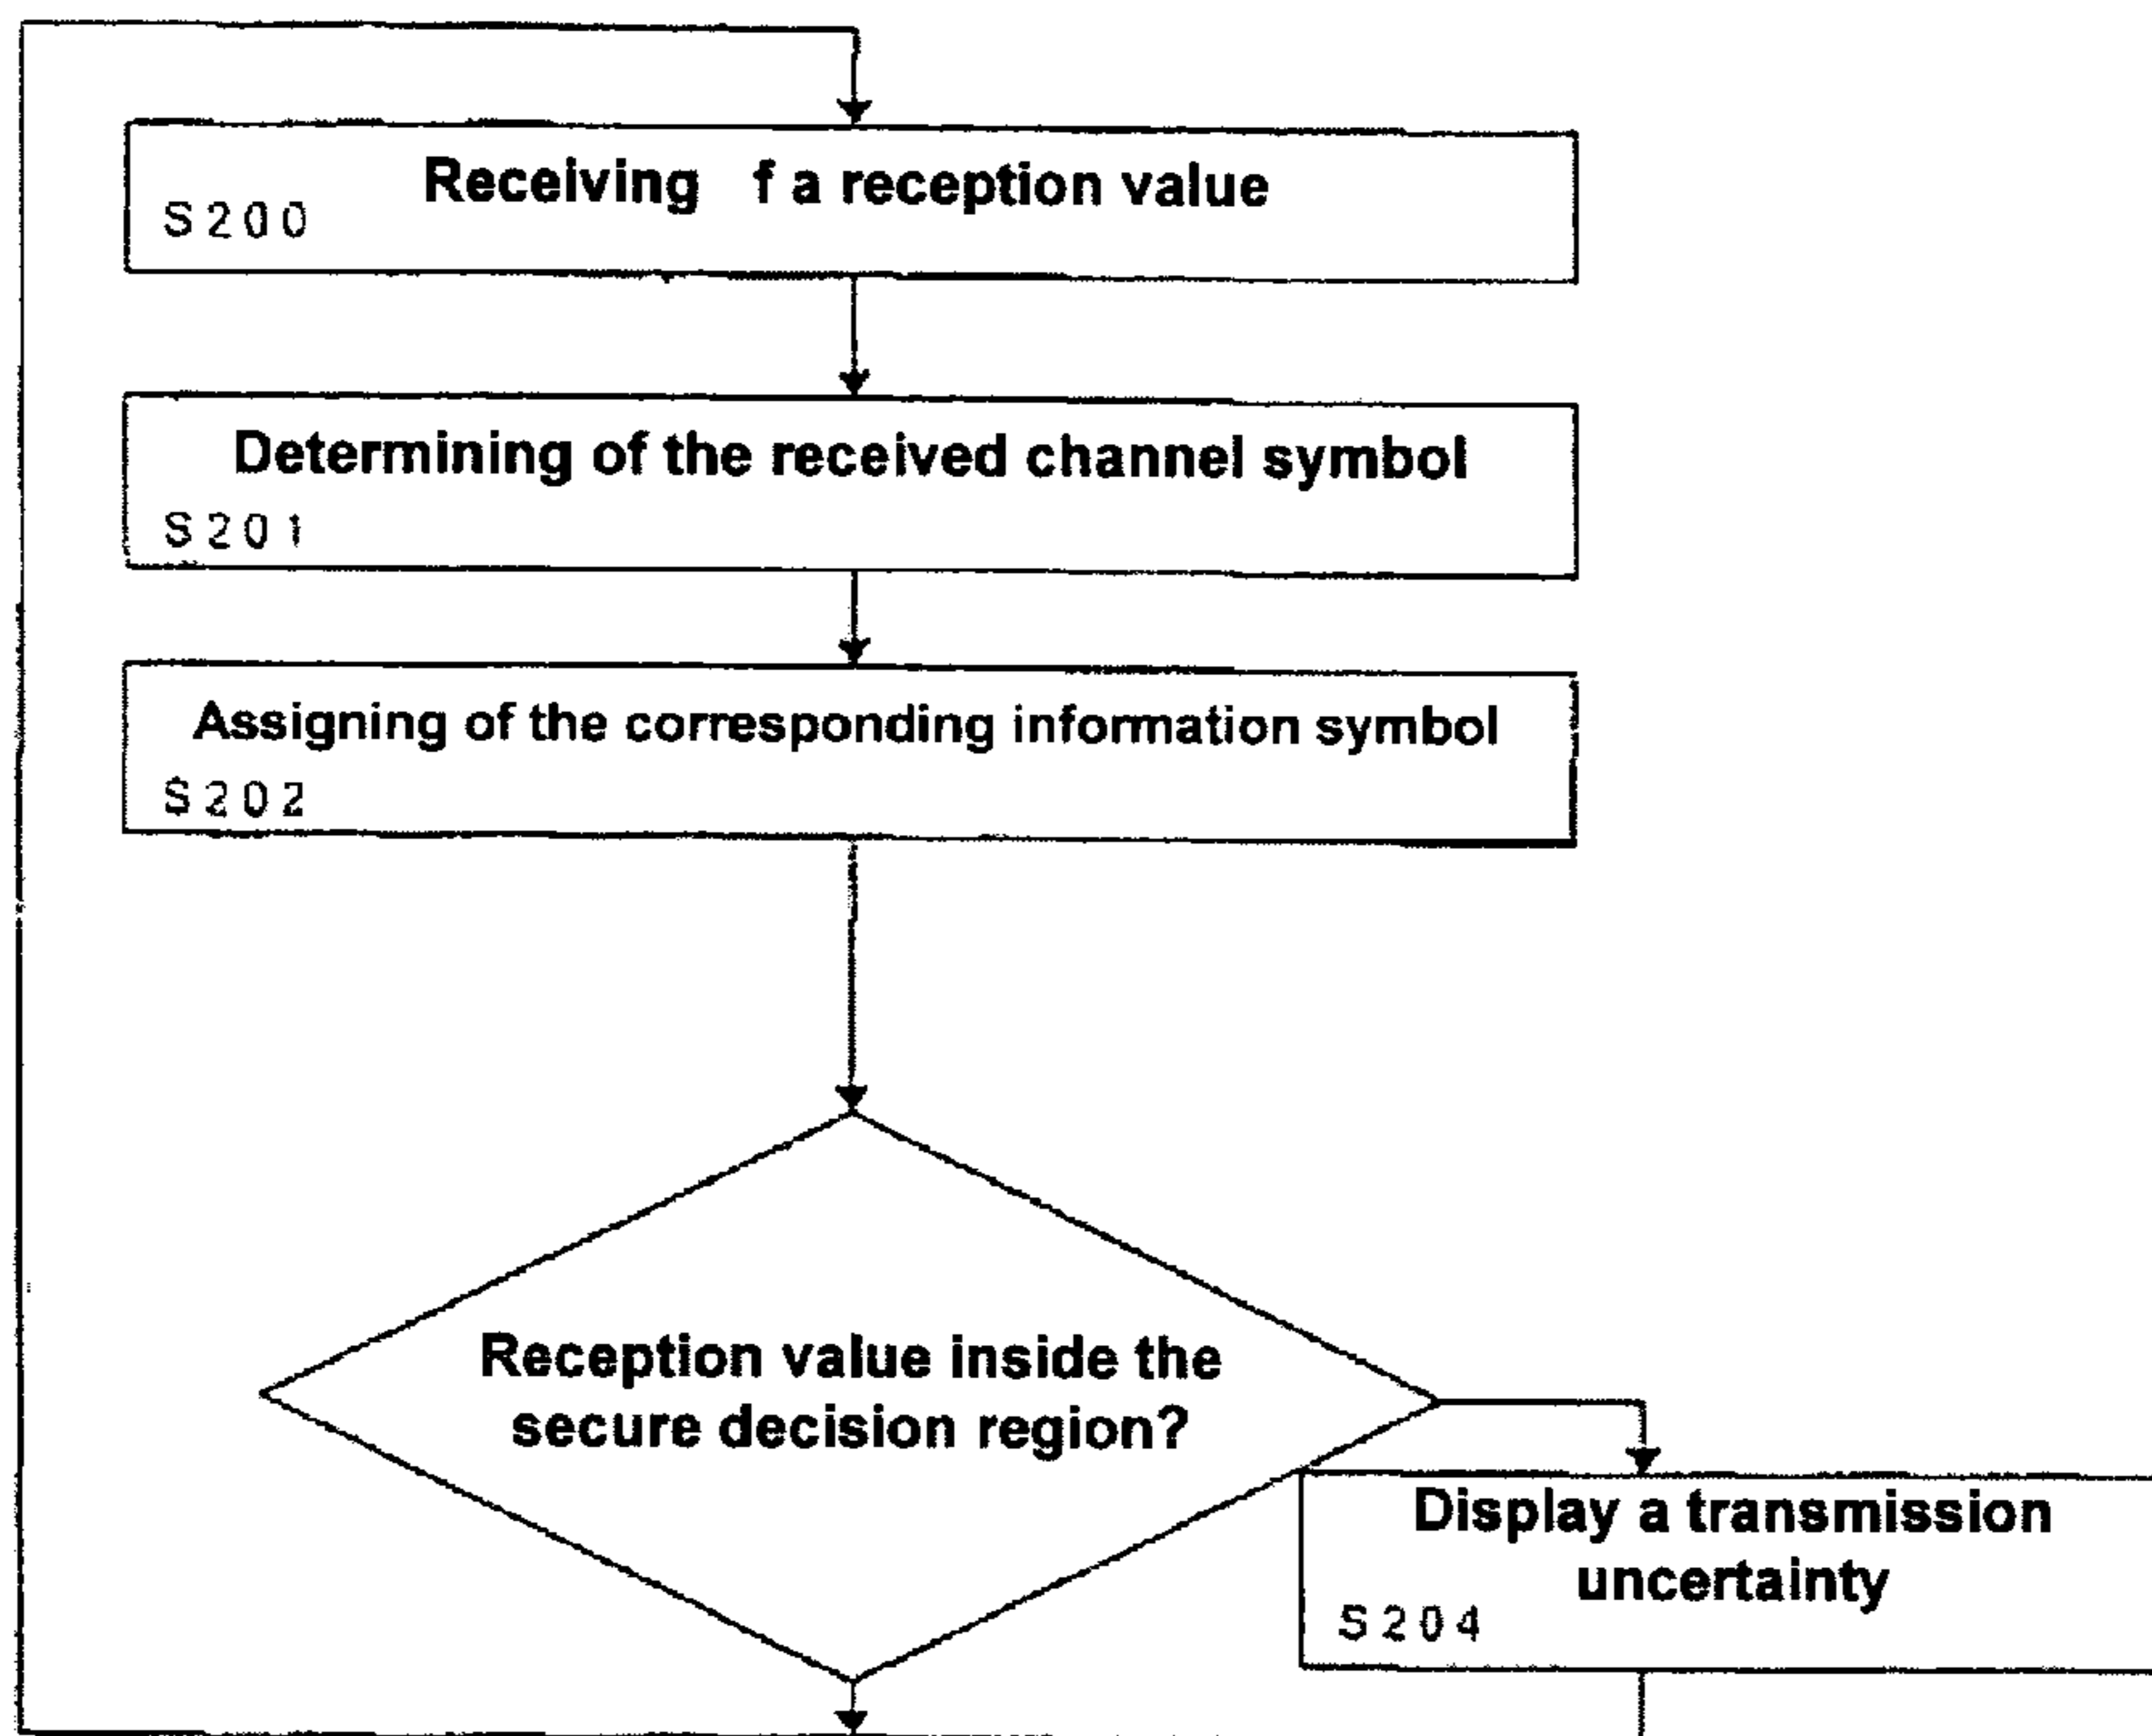 Receiving f a reception value
S200
Determining of the received channel symbol
S201
Assigning of the corresponding information symbol
S202
Reception value inside the
secure decision region?
Display a transmission
uncertainty
S204